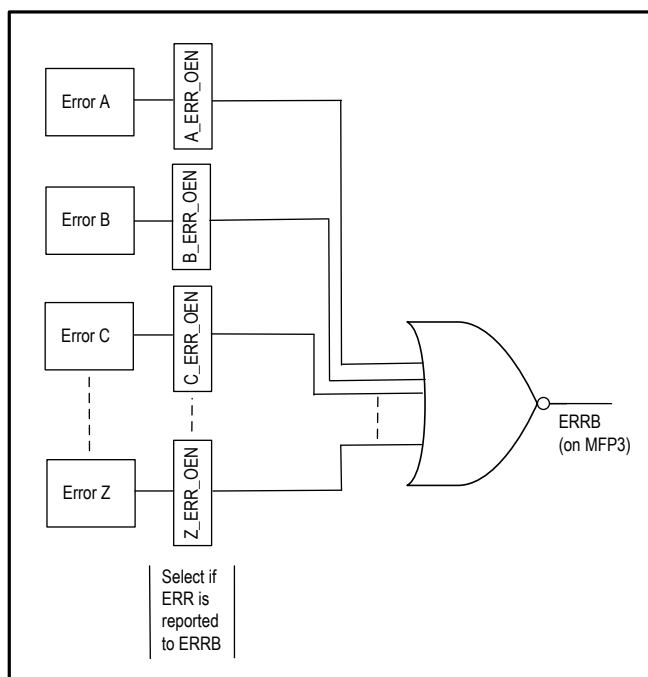 Error A
A_ERR_OEN
Error B
B_ERR_OEN
Error C
C_ERR_OEN
Error Z
Z_ERR_OEN
ERRB
(on MFP3)
Select if
ERR is
reported
to ERRB